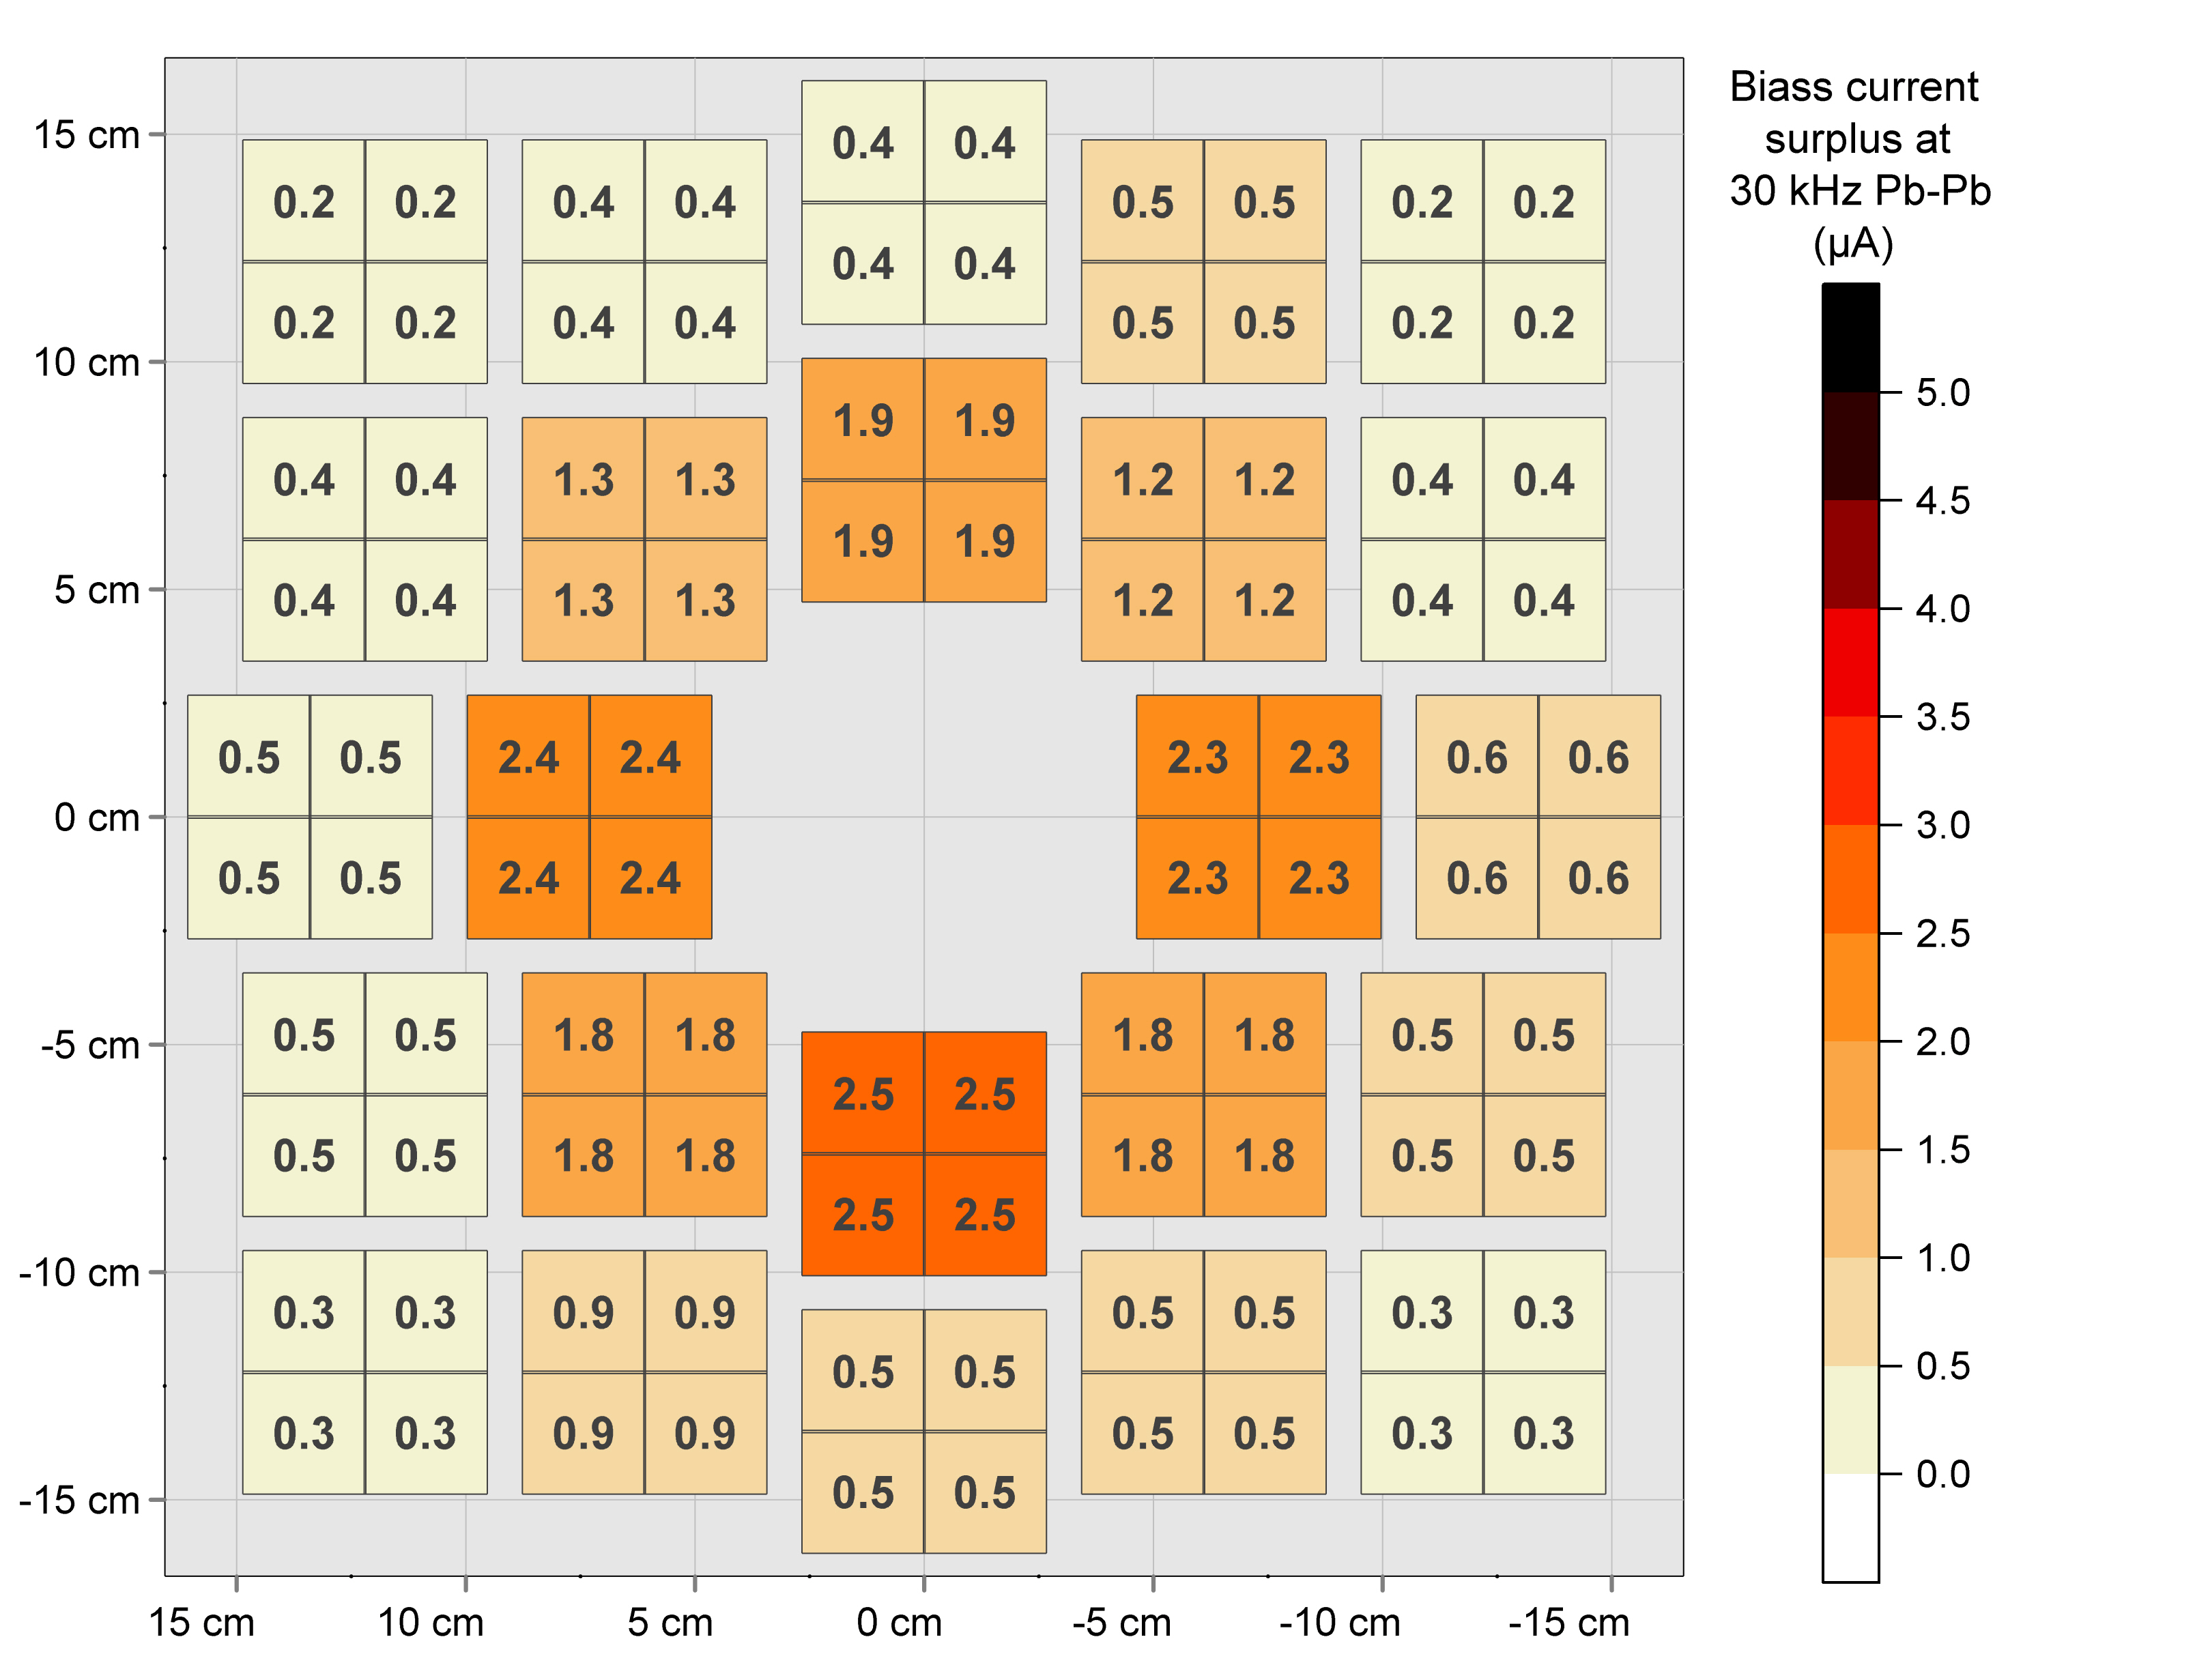 Biass current
surplus at
30 kHz Pb-Pb
(µA)
0.4 0.4
15 cm
0.2 0.2 0.4 0.4 0.5 0.5 0.2 0.2
0.4 0.4
0.2 0.2 0.4 0.4 0.5 0.5 0.2 0.2
10 cm
5.0
1.9 1.9
0.4 0.4 1.3 1.3 1.2 1.2 0.4 0.4
4.5
1.9 1.9
5 cm
0.4 0.4 1.3 1.3 1.2 1.2 0.4 0.4
4.0
3.5
0.5 0.5 2.4 2.4 2.3 2.3 0.6 0.6
0 cm
3.0
0.5 0.5 2.4 2.4 2.3 2.3 0.6 0.6
2.5
0.5 0.5 1.8 1.8 1.8 1.8 0.5 0.5
-5 cm
2.0
2.5 2.5
0.5 0.5 1.8 1.8 1.8 1.8 0.5 0.5
1.5
2.5 2.5
-10 cm
1.0
0.3 0.3 0.9 0.9 0.5 0.5 0.3 0.3
0.5 0.5
0.5
0.3 0.3 0.9 0.9 0.5 0.5 0.3 0.3
0.0
0.5 0.5
-15 cm
15 cm 10 cm 5 cm 0 cm -5 cm -10 cm -15 cm